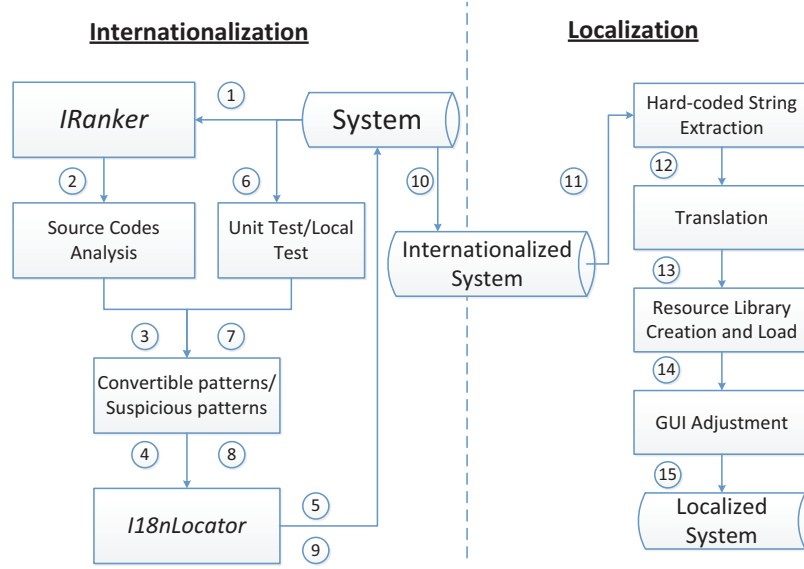 Internationalization
Localization
1
IRanker
System
Hard-coded String
Extraction
2
6
10
11
12
Source Codes
Analysis
Unit Test/Local
Test
Translation
Internationalized
System
13
3
7
Resource Library
Creation and Load
Convertible patterns/
Suspicious patterns
14
4
8
GUI Adjustment
15
I18nLocator
5
9
Localized
System